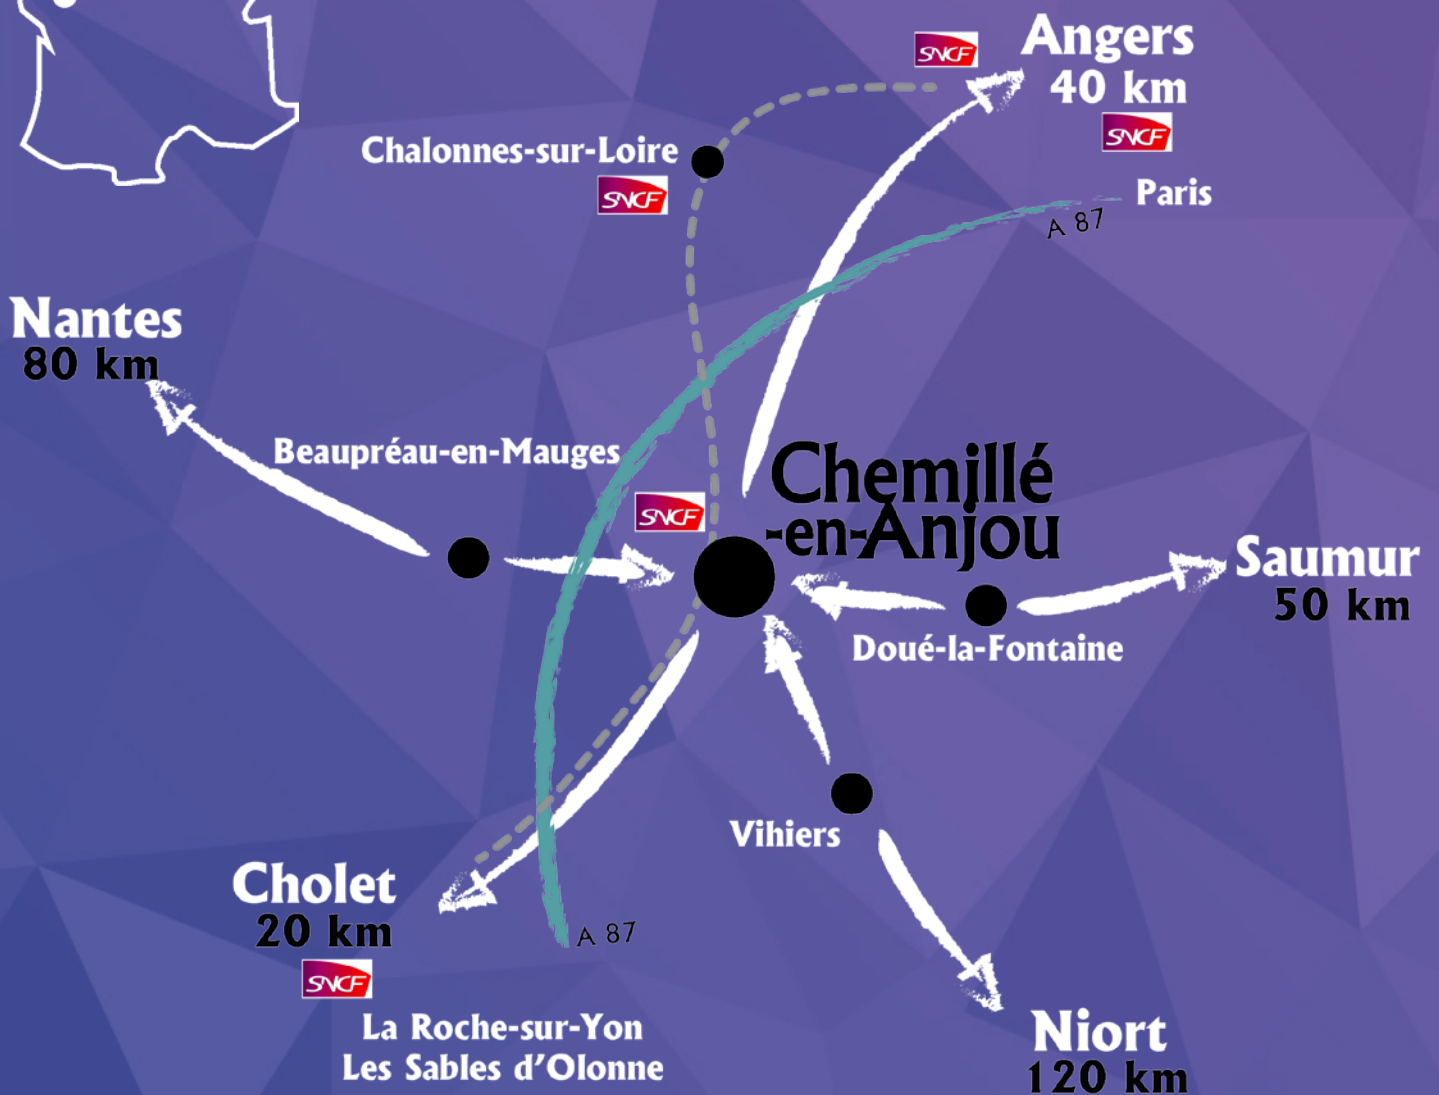 SNCF
Angers
40 km
SNCF
Chalonnes-sur-Loire
SNCF
Paris
A 87
Nantes
80 km
Beaupréau-en-Mauges
Chemillé
-en-Anjou
SNCF
Saumur
50 km
Doué-la-Fontaine
Vihiers
Cholet
20 km
A 87
SNCF
La Roche-sur-Yon
Les Sables d'Olonne
Niort
120 km